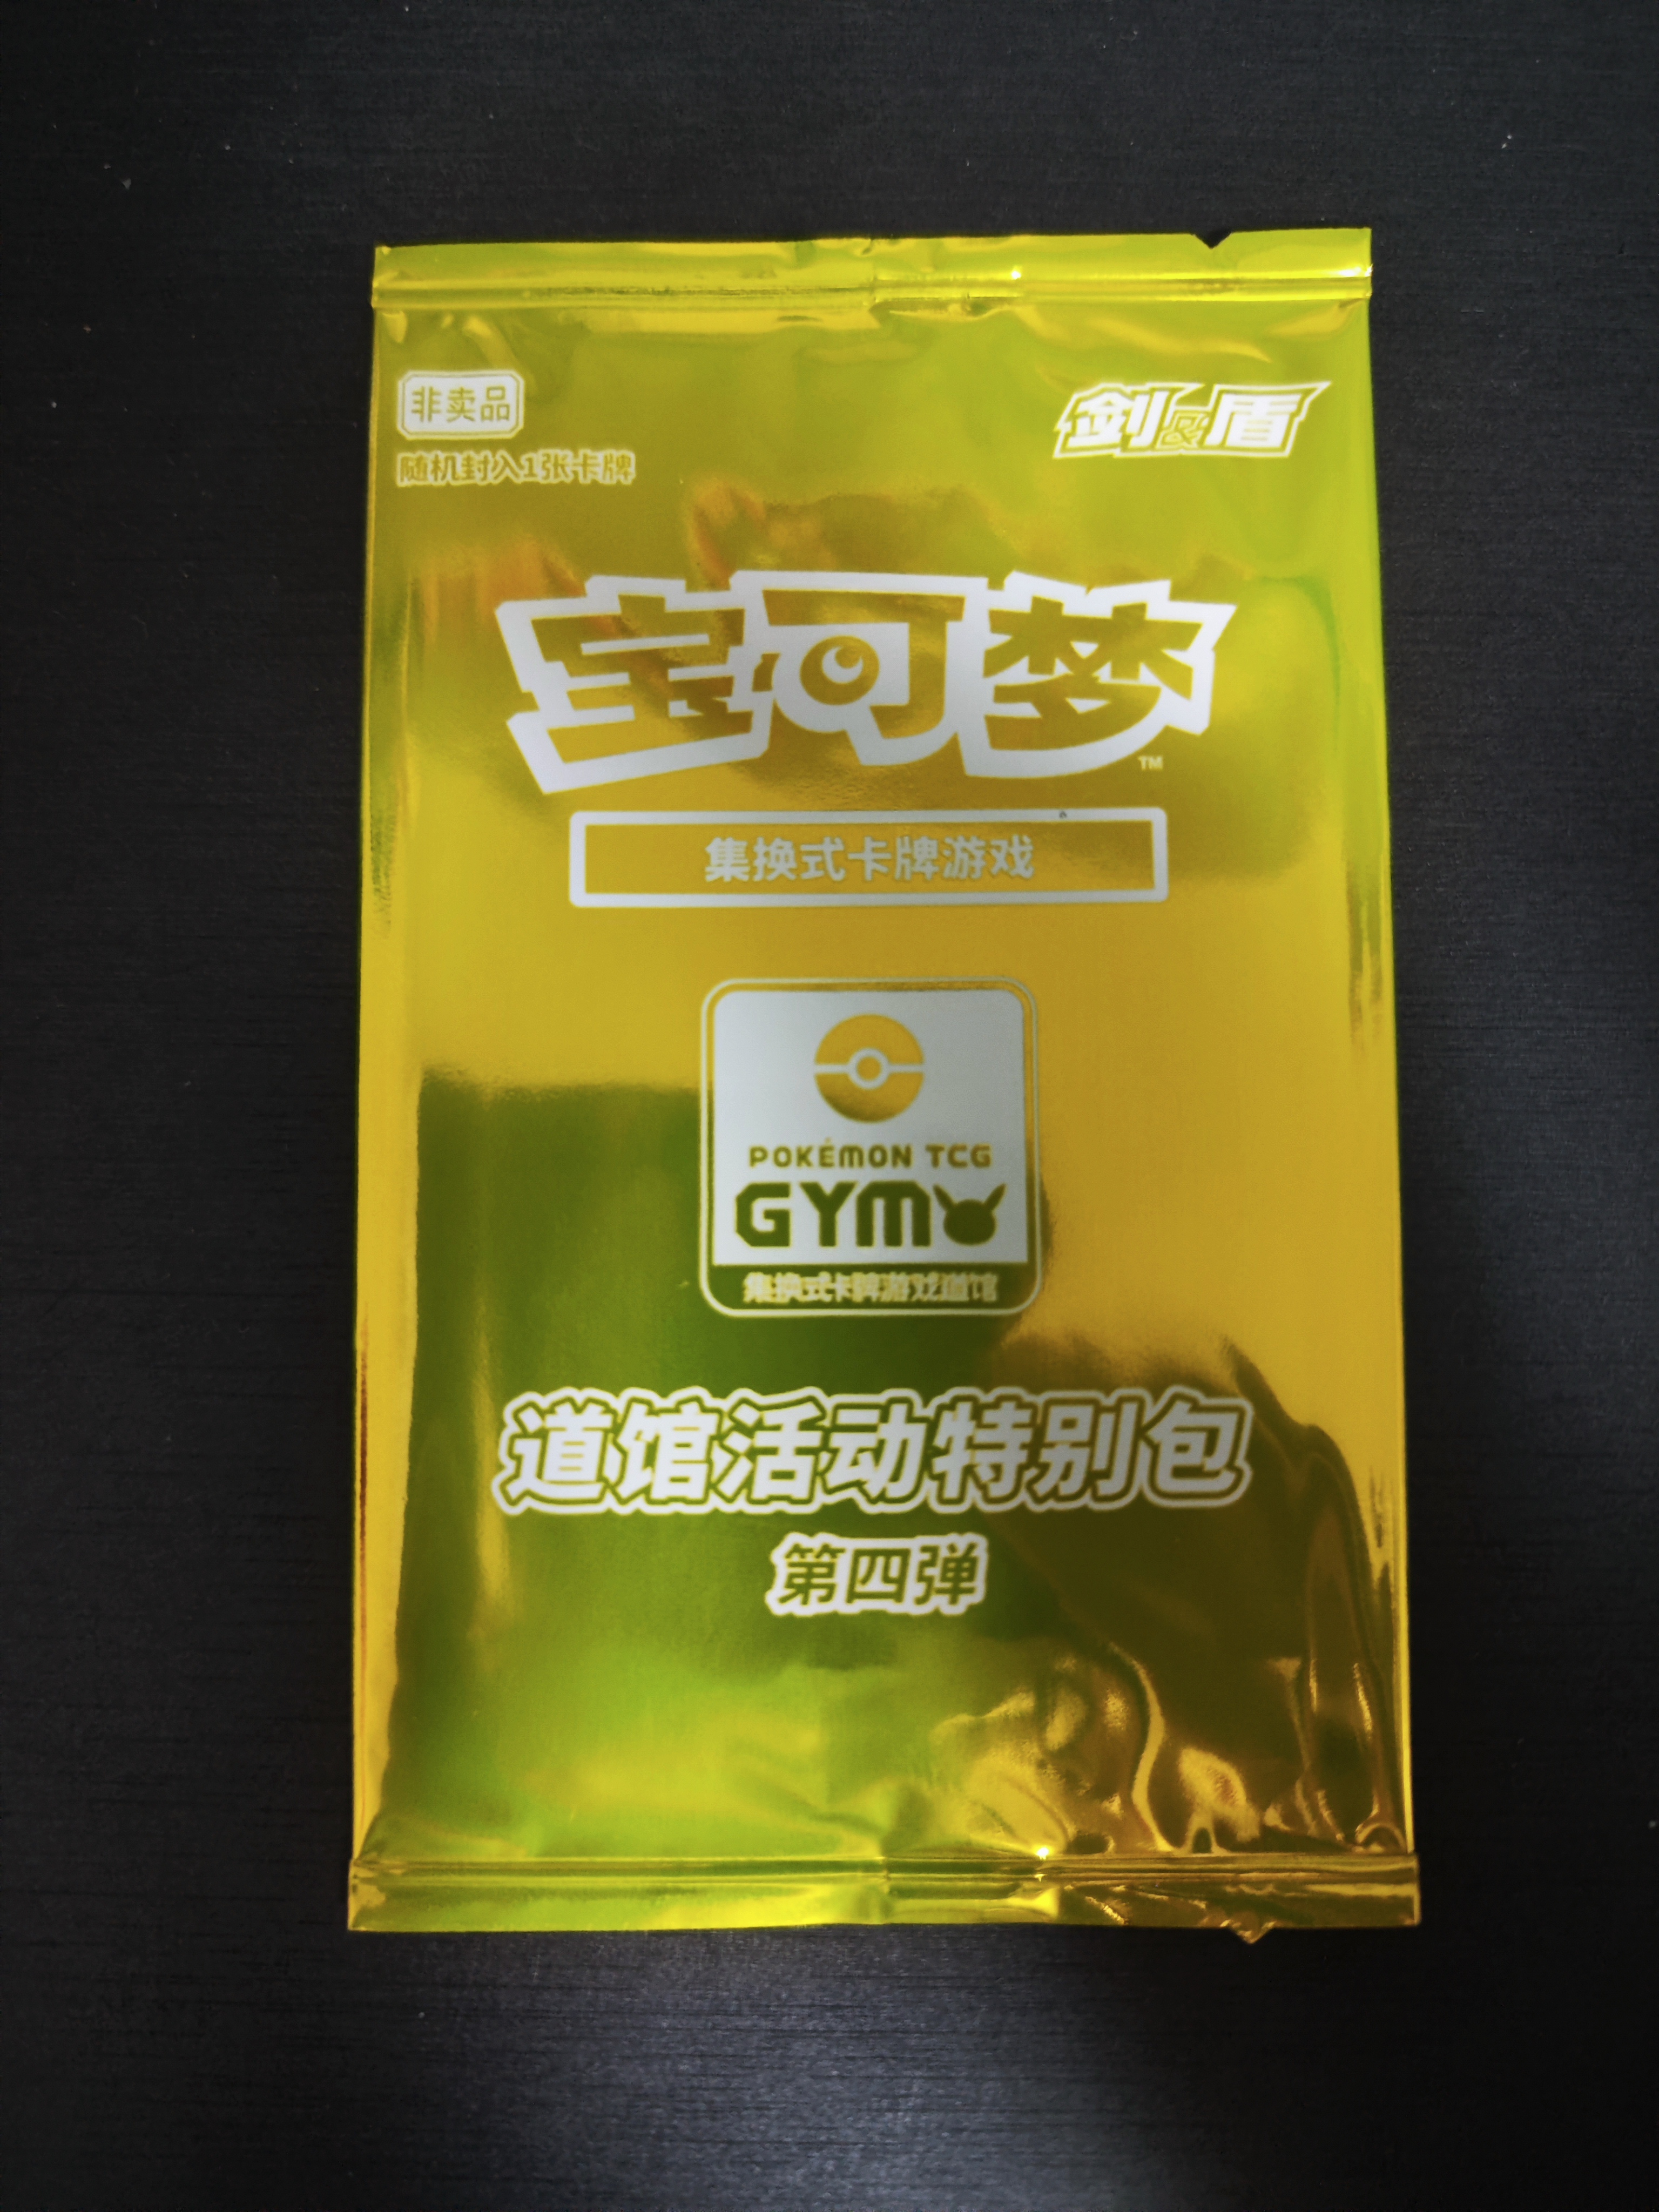 非卖品
随机封入1张卡牌
剑&盾
宝可梦
TM
集换式卡牌游戏
POKÉMON TCG
GYM
集换式卡牌游戏道馆
道馆活动特别包
第四弹